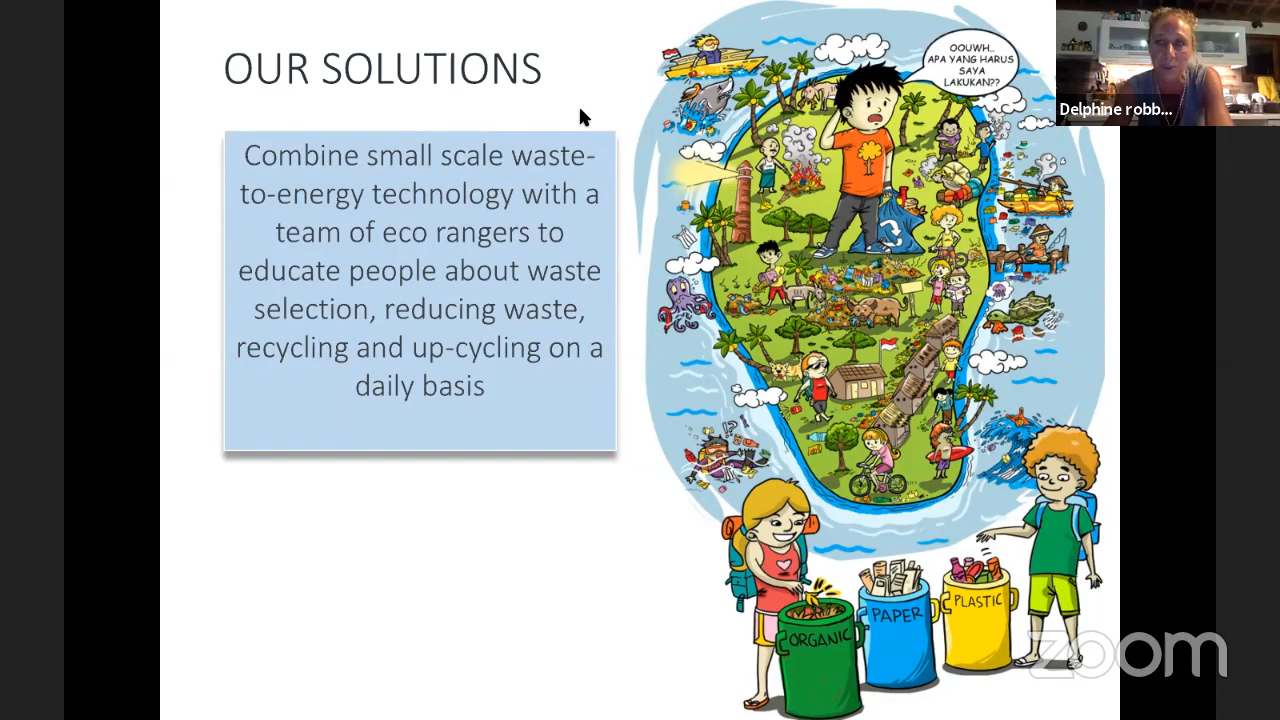 OUR SOLUTIONS
Combine small scale waste-
to-energy technology with a
team of eco rangers to
educate people about waste
selection, reducing waste,
recycling and up-cycling on a
daily basis
OOUWH..
APA YANG HARUS
SAYA
LAKUKAN??
Delphine robb...
ORGANIC
PAPER
PLASTIC
zoom